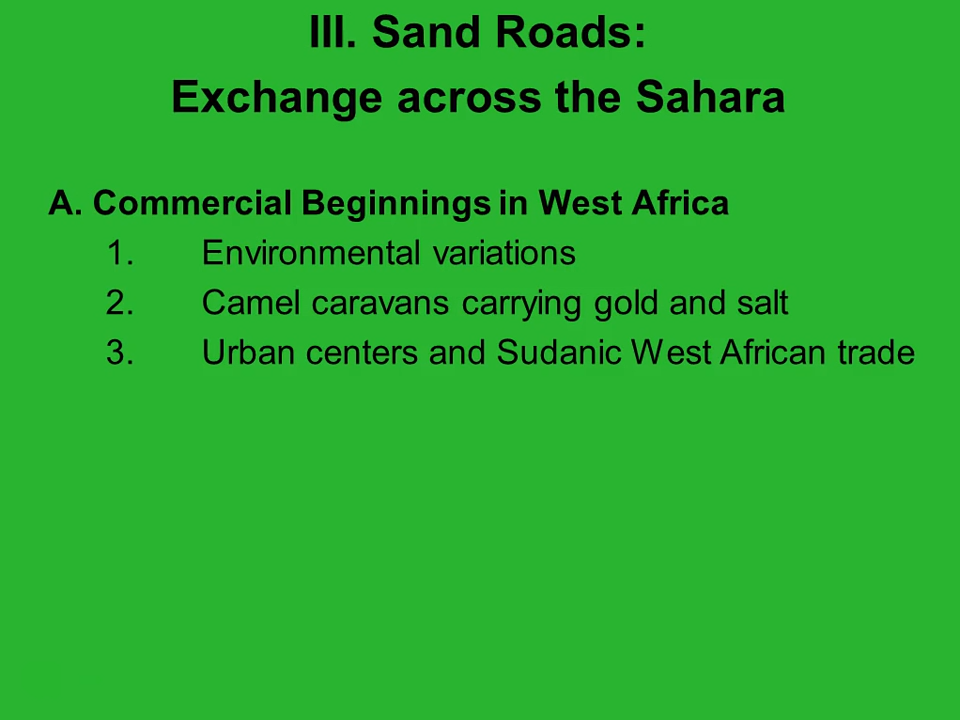 III. Sand Roads:
Exchange across the Sahara
A. Commercial Beginnings in West Africa
1. Environmental variations
2. Camel caravans carrying gold and salt
3. Urban centers and Sudanic West African trade